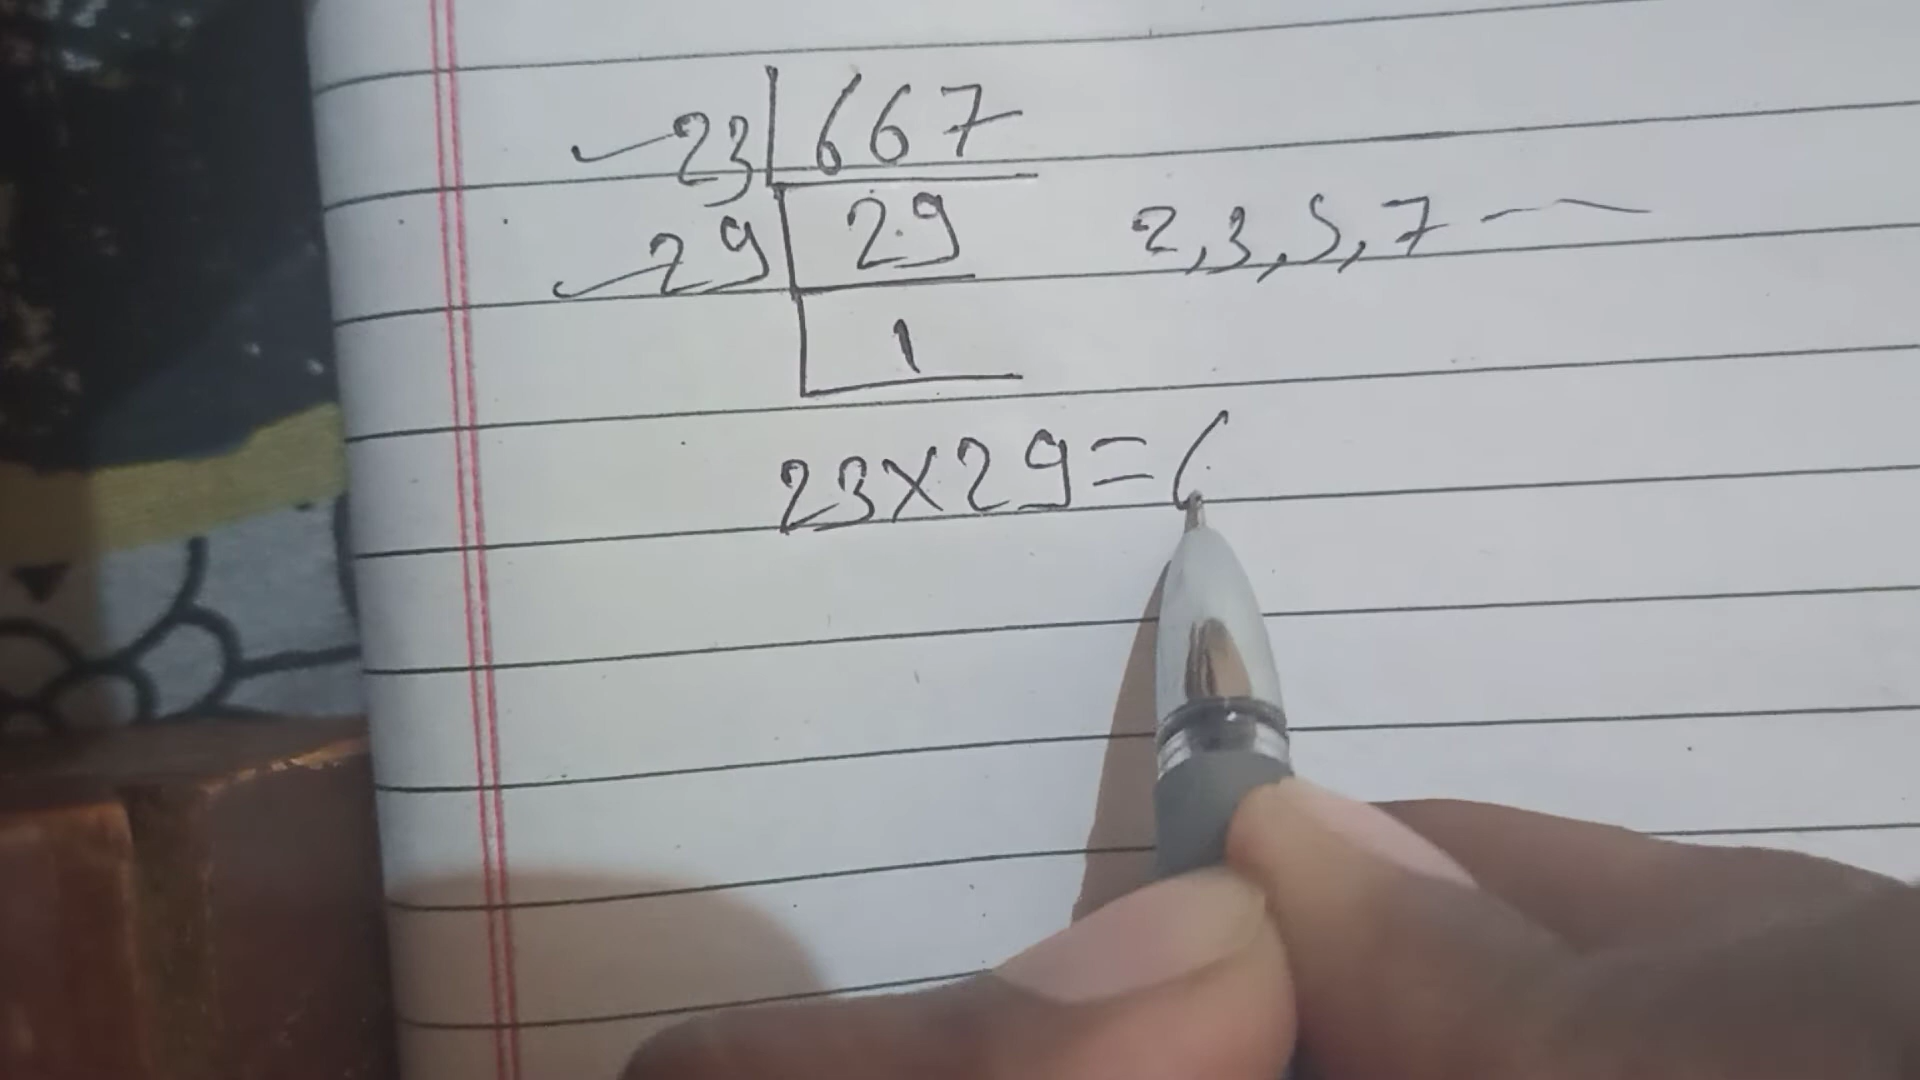 23 667
29 29 2, 3, 5, 7 —
1
23×29=6